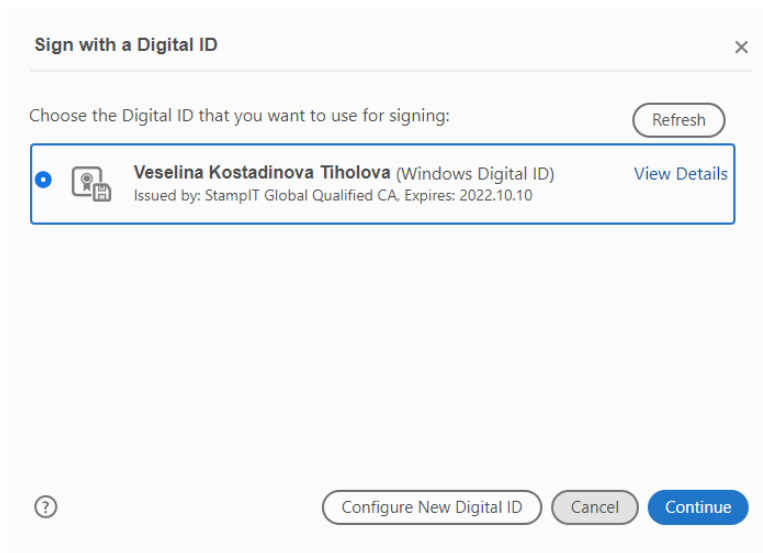 Sign with a Digital ID
Choose the Digital ID that you want to use for signing:
Refresh
Veselina Kostadinova Tiholova (Windows Digital ID)
View Details
Issued by: StampIT Global Qualified CA, Expires: 2022.10.10
?
Configure New Digital ID
Cancel
Continue